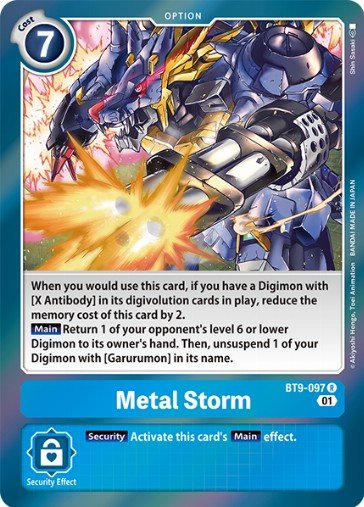 OPTION
Cost
7
Shin Sasaki
©Akiyoshi Hongo, Toei Animation BANDAI MADE IN JAPAN
When you would use this card, if you have a Digimon with
[X Antibody] in its digivolution cards in play, reduce the
memory cost of this card by 2.
Main Return 1 of your opponent's level 6 or lower
Digimon to its owner's hand. Then, unsuspend 1 of your
Digimon with [Garurumon] in its name.
BT9-097 R
01
Metal Storm
Security Activate this card's Main effect.
Security Effect